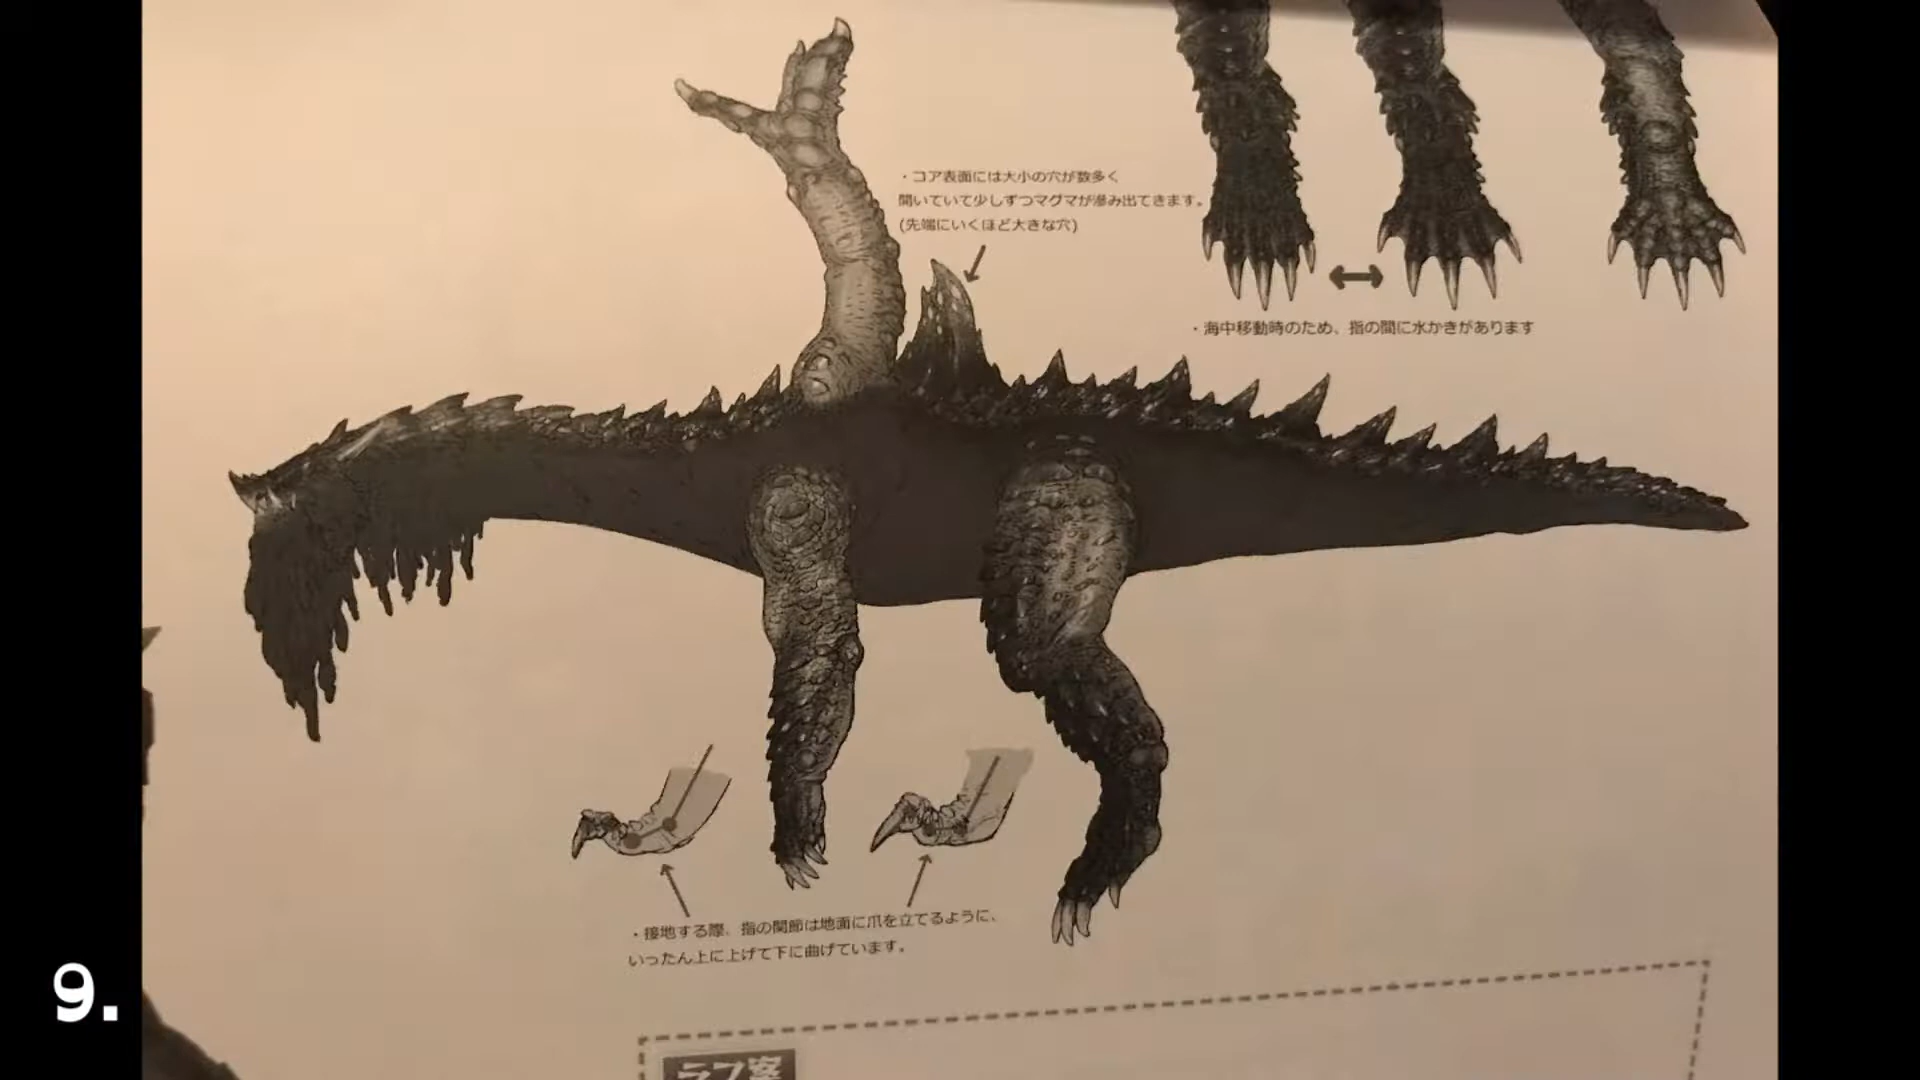 ・コア表面には大小の穴が数多く
開いていて少しずつマグマが滲み出てきます。
(先端にいくほど大きな穴)
・海中移動時のため、指の間に水かきがあります
・接地する際、指の関節は地面に爪を立てるように、
いったん上に上げて下に曲げています。
9.
ラフ案